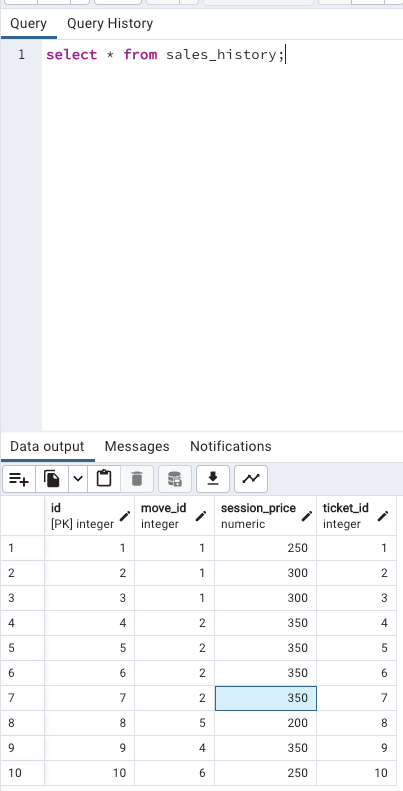 Query Query History
1 select * from sales_history;
Data output Messages Notifications
id move_id session_price ticket_id
[PK] integer integer numeric integer
1 1 1 250 1
2 2 1 300 2
3 3 1 300 3
4 4 2 350 4
5 5 2 350 5
6 6 2 350 6
7 7 2 350 7
8 8 5 200 8
9 9 4 350 9
10 10 6 250 10